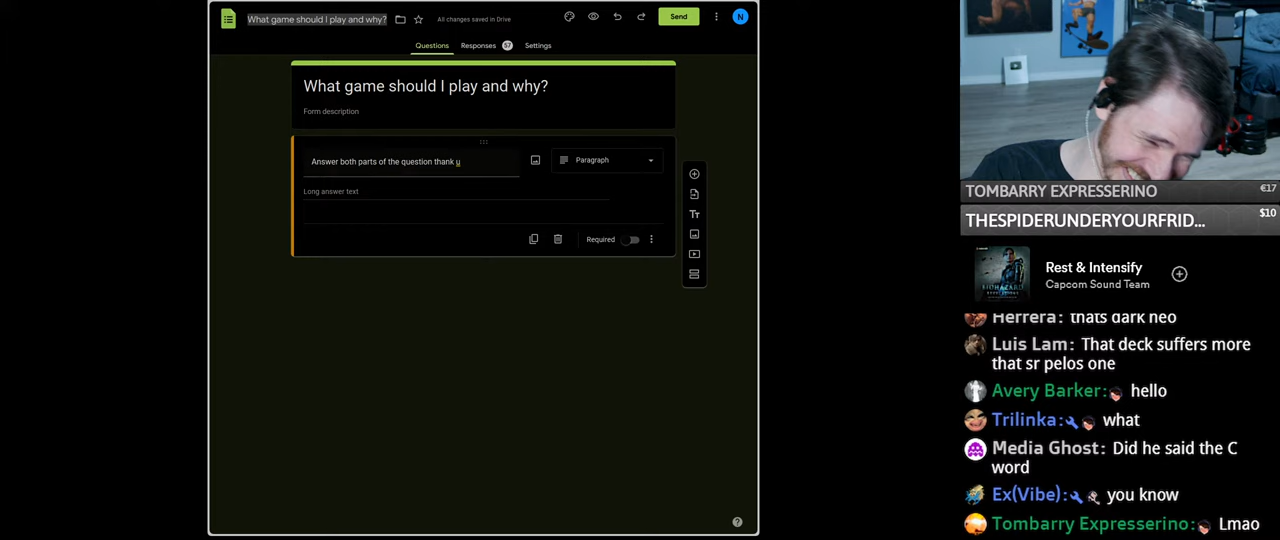 What game should I play and why?
All changes saved in Drive
Send
N
Questions
Responses
57
Settings
What game should I play and why?
Form description
Answer both parts of the question thank u
Paragraph
Long answer text
Required
TOMBARRY EXPRESSERINO
€17
THESPIDERUNDERYOURFRID...
$10
Rest & Intensify
Capcom Sound Team
Herrera: thats dark neo
Luis Lam: That deck suffers more
that sr pelos one
Avery Barker: hello
Trilinka: what
Media Ghost: Did he said the C
word
Ex(Vibe): you know
Tombarry Expresserino: Lmao